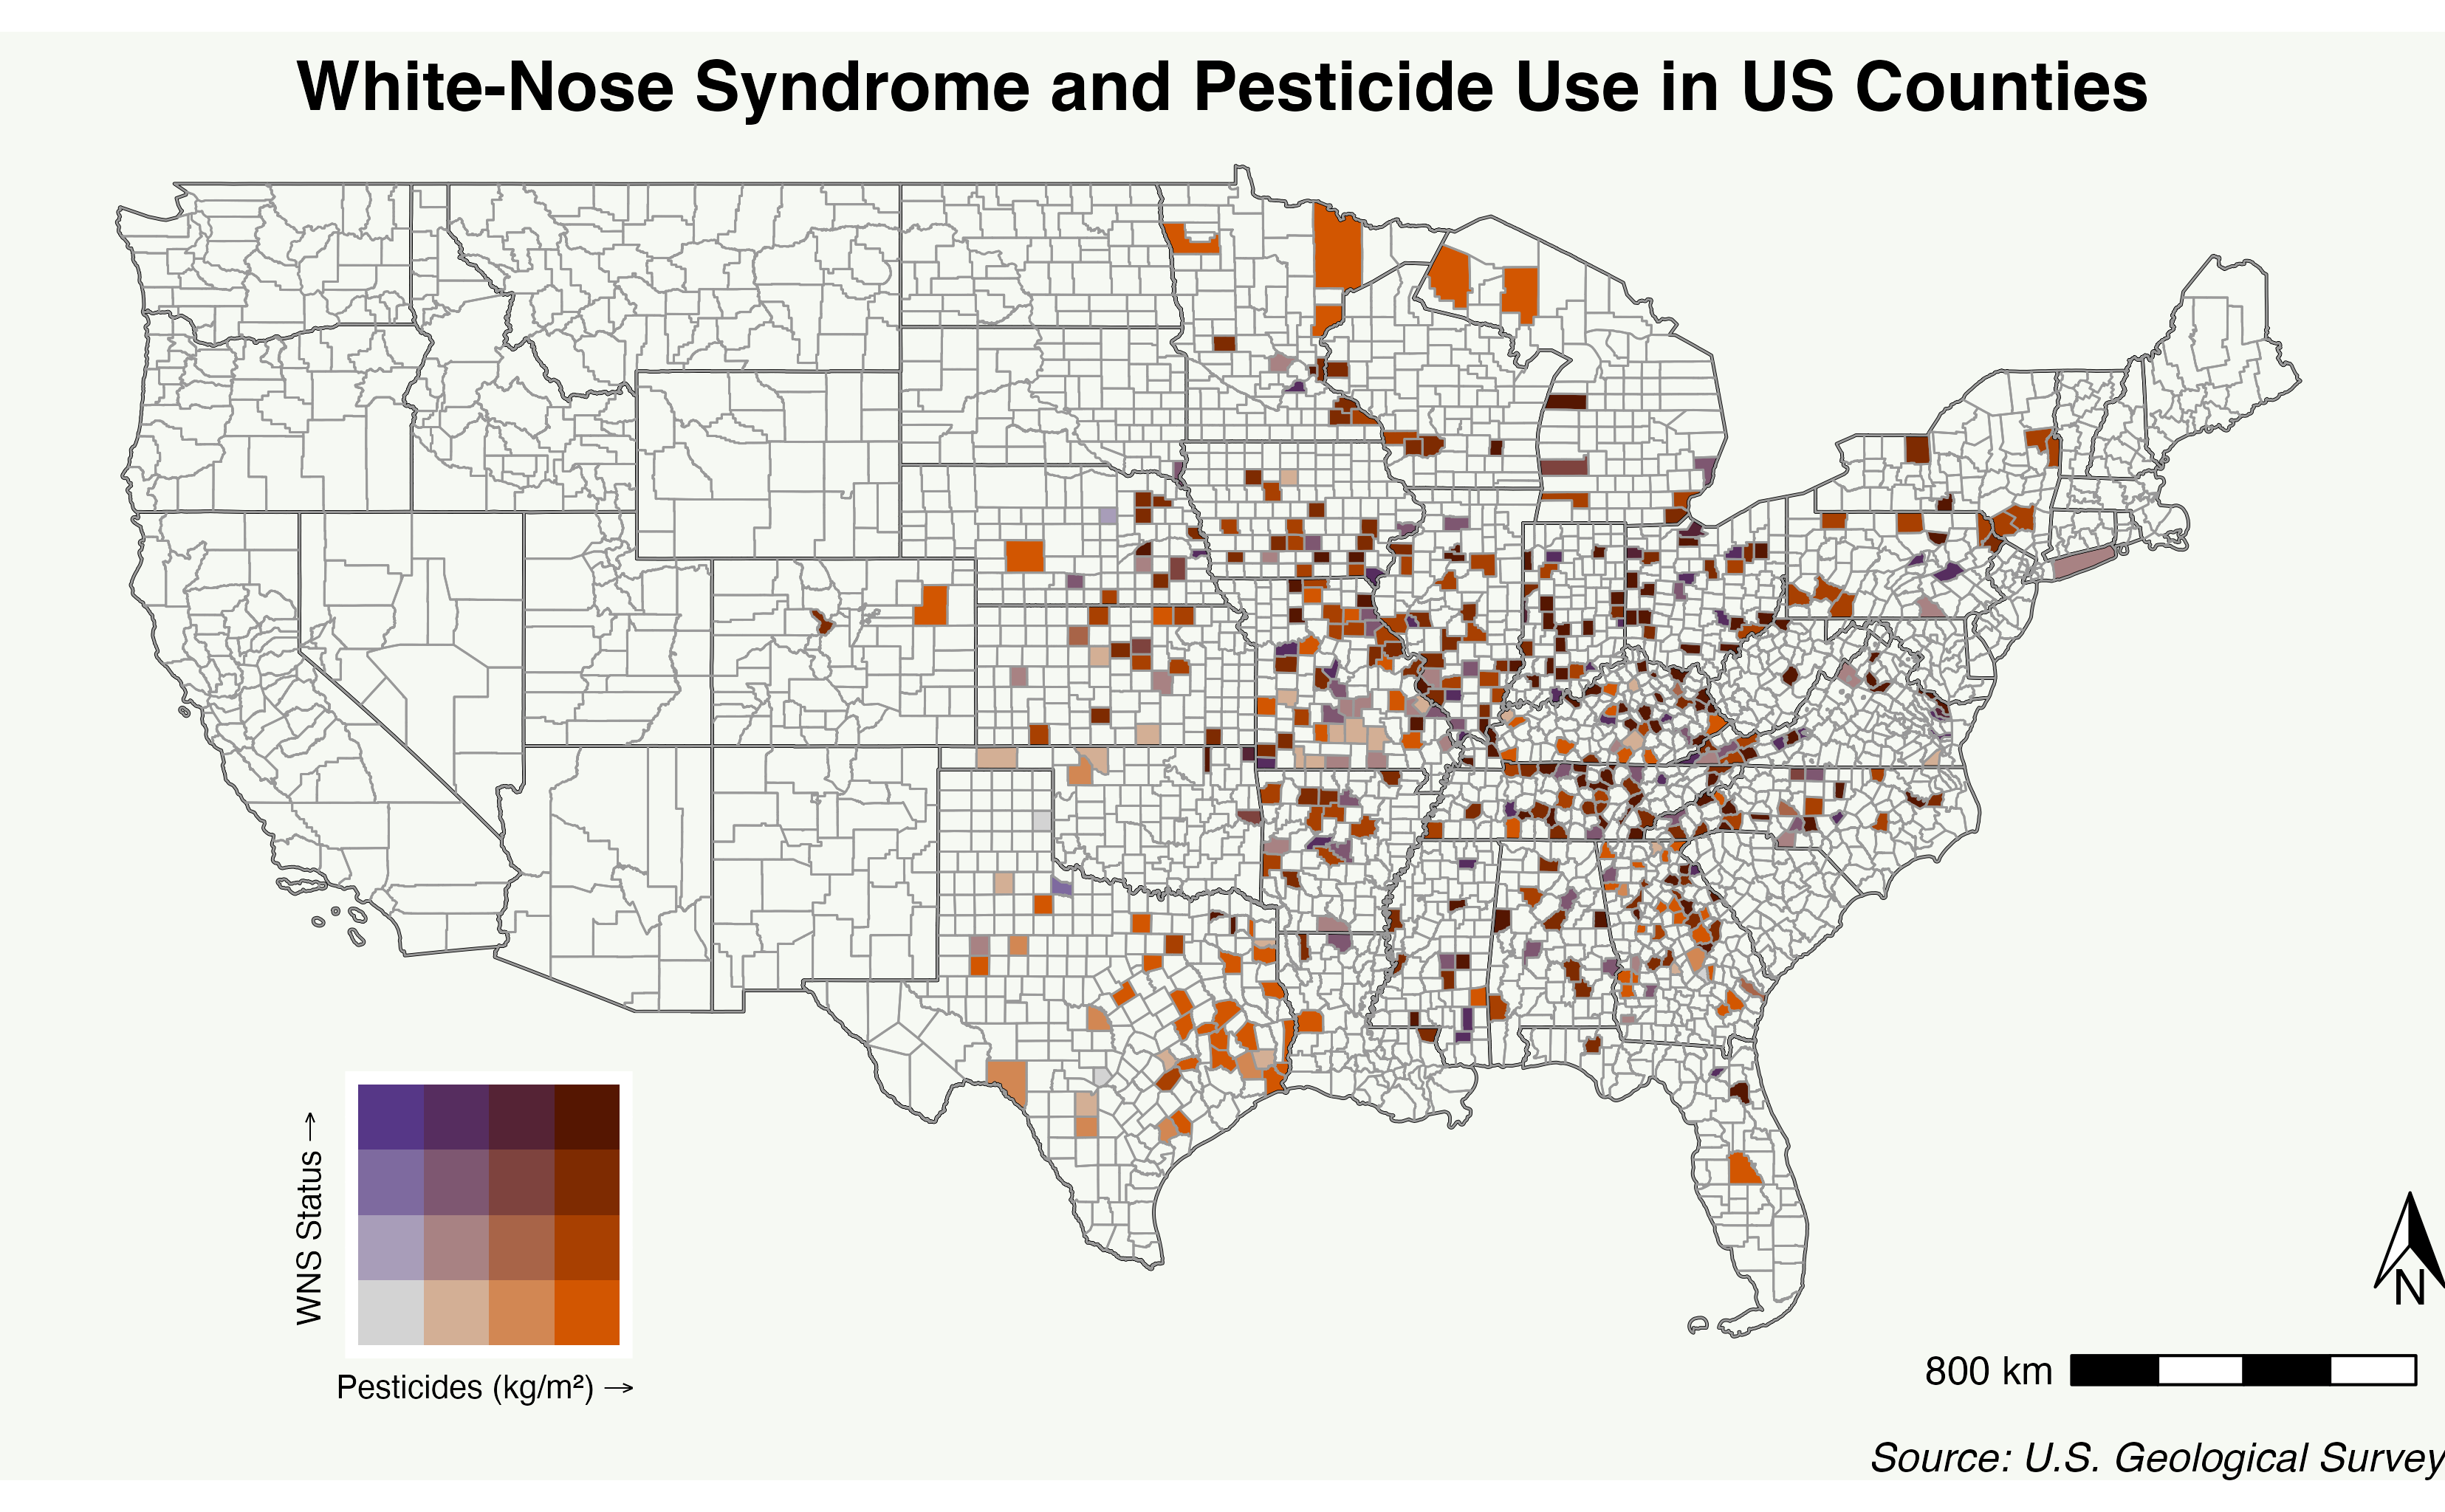 White-Nose Syndrome and Pesticide Use in US Counties
WNS Status →
Pesticides (kg/m²) →
N
800 km
Source: U.S. Geological Survey